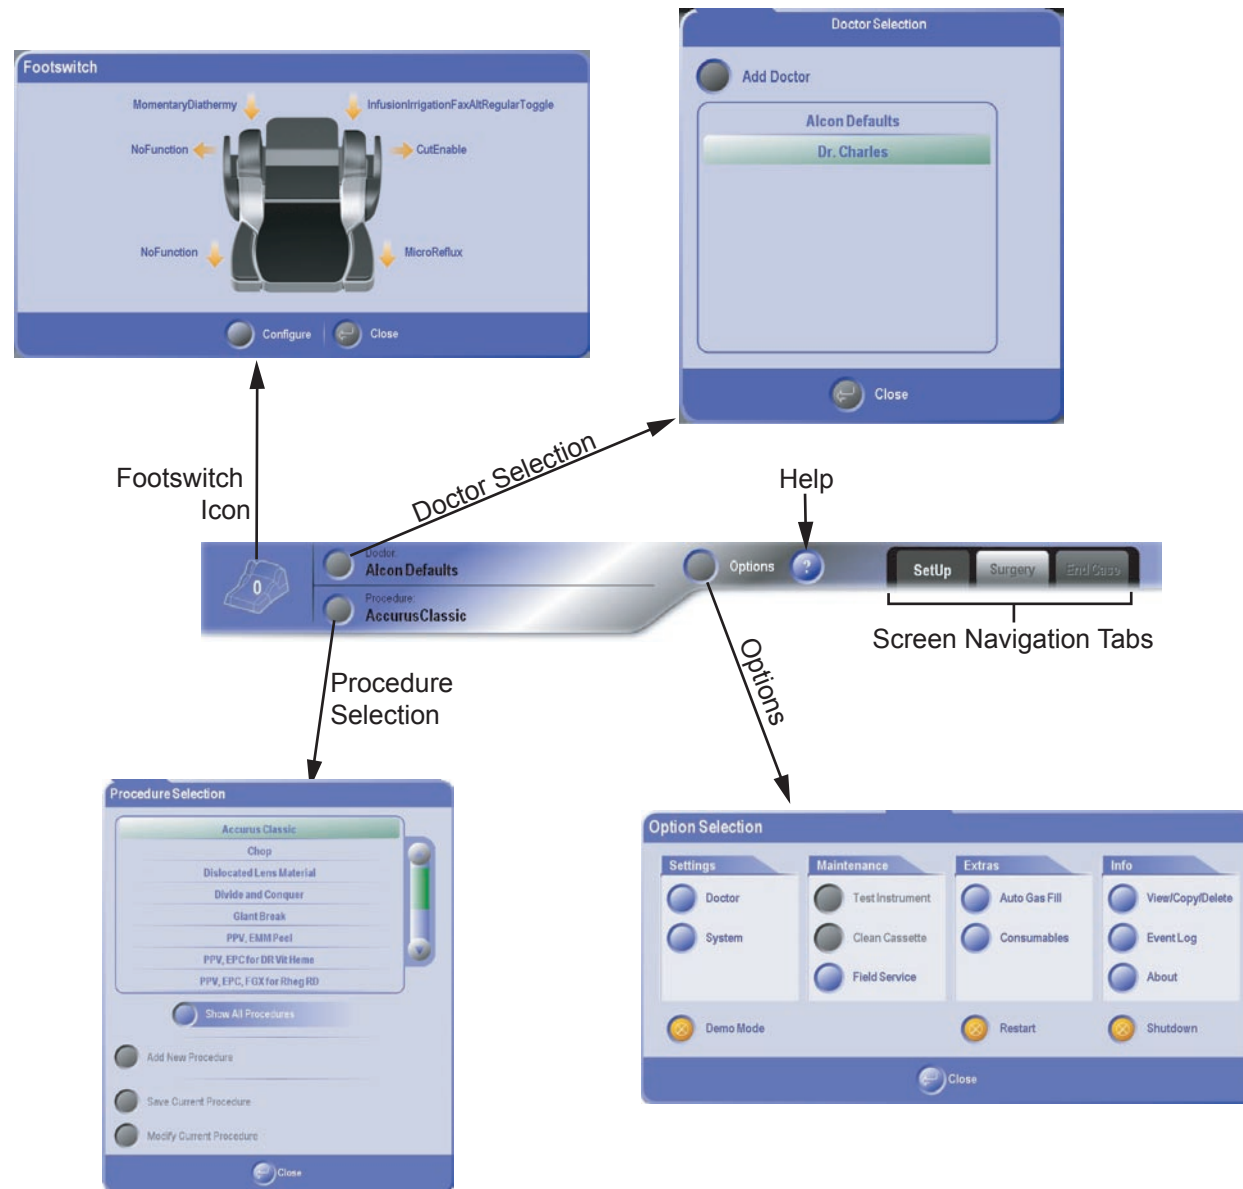 Doctor Selection
Add Doctor
Alcon Defaults
Dr. Charles
Close
Footswitch
MomentaryDiathermy
InfusionIrrigationFaxAltRegularToggle
NoFunction
CutEnable
NoFunction
MicroReflux
Configure
Close
Footswitch
Icon
Doctor Selection
Help
0
Doctor:
Alcon Defaults
Procedure:
AccurusClassic
Options
?
SetUp
Surgery
End Case
Screen Navigation Tabs
Procedure
Selection
Options
Procedure Selection
Accurus Classic
Chop
Dislocated Lens Material
Divide and Conquer
Giant Break
PPV, EMM Peel
PPV, EPC for DR Vit Heme
PPV, EPC, FGX for Rheg RD
Show All Procedures
Add New Procedure
Save Current Procedure
Modify Current Procedure
Close
Option Selection
Settings
Maintenance
Extras
Info
Doctor
Test Instrument
Auto Gas Fill
View/Copy/Delete
System
Clean Cassette
Consumables
Event Log
Field Service
About
Demo Mode
Restart
Shutdown
Close